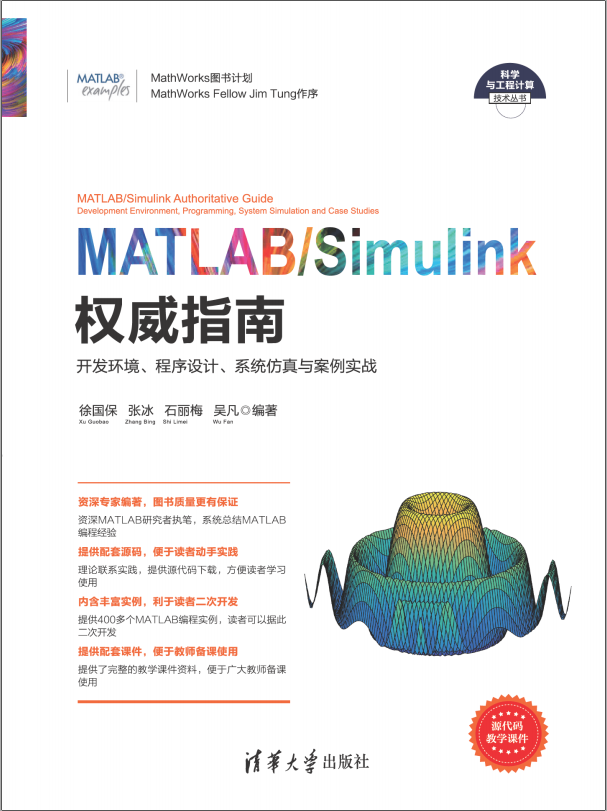 MATLAB®
examples
MathWorks图书计划
MathWorks Fellow Jim Tung作序
科学
与工程计算
技术丛书
MATLAB/Simulink Authoritative Guide
Development Environment, Programming, System Simulation and Case Studies
MATLAB/Simulink
权威指南
开发环境、程序设计、系统仿真与案例实战
徐国保 张冰 石丽梅 吴凡◎编著
Xu Guobao Zhang Bing Shi Limei Wu Fan
资深专家编著，图书质量更有保证
资深MATLAB研究者执笔，系统总结MATLAB
编程经验
提供配套源码，便于读者动手实践
理论联系实践，提供源代码下载，方便读者学习
使用
内含丰富实例，利于读者二次开发
提供400多个MATLAB编程实例，读者可以据此
二次开发
提供配套课件，便于教师备课使用
提供了完整的教学课件资料，便于广大教师备课
使用
源代码
教学课件
清华大学出版社